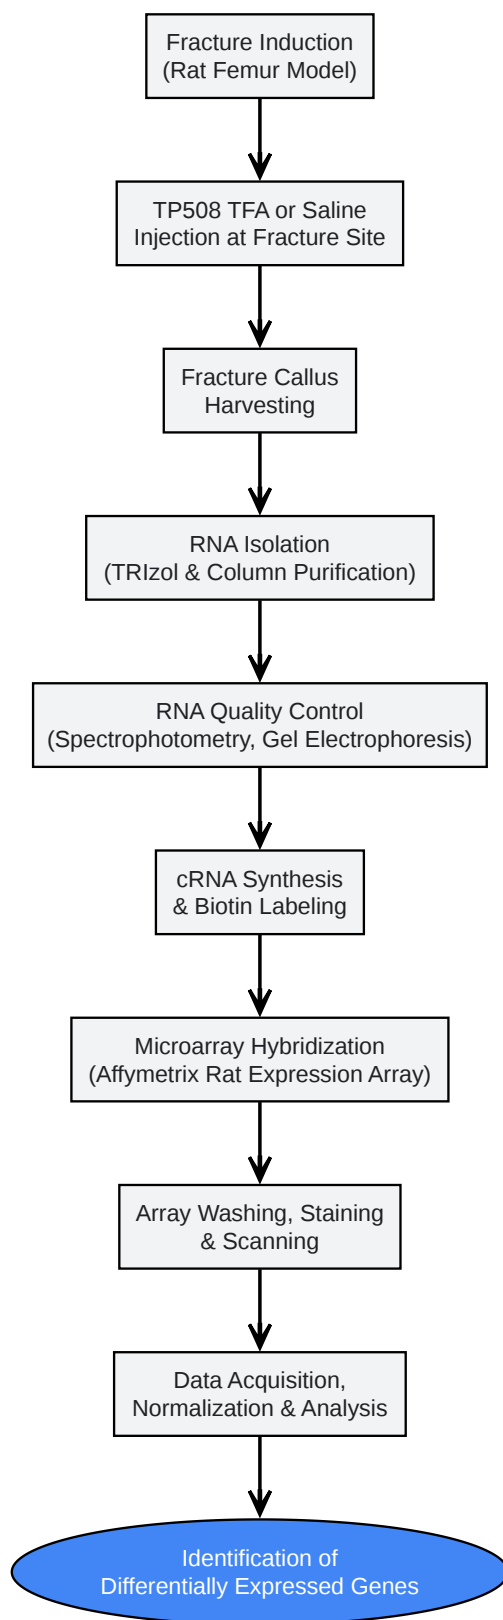 Fracture Induction
(Rat Femur Model)
TP508 TFA or Saline
Injection at Fracture Site
Fracture Callus
Harvesting
RNA Isolation
(TRIzol & Column Purification)
RNA Quality Control
(Spectrophotometry, Gel Electrophoresis)
cRNA Synthesis
& Biotin Labeling
Microarray Hybridization
(Affymetrix Rat Expression Array)
Array Washing, Staining
& Scanning
Data Acquisition,
Normalization & Analysis
Identification of
Differentially Expressed Genes